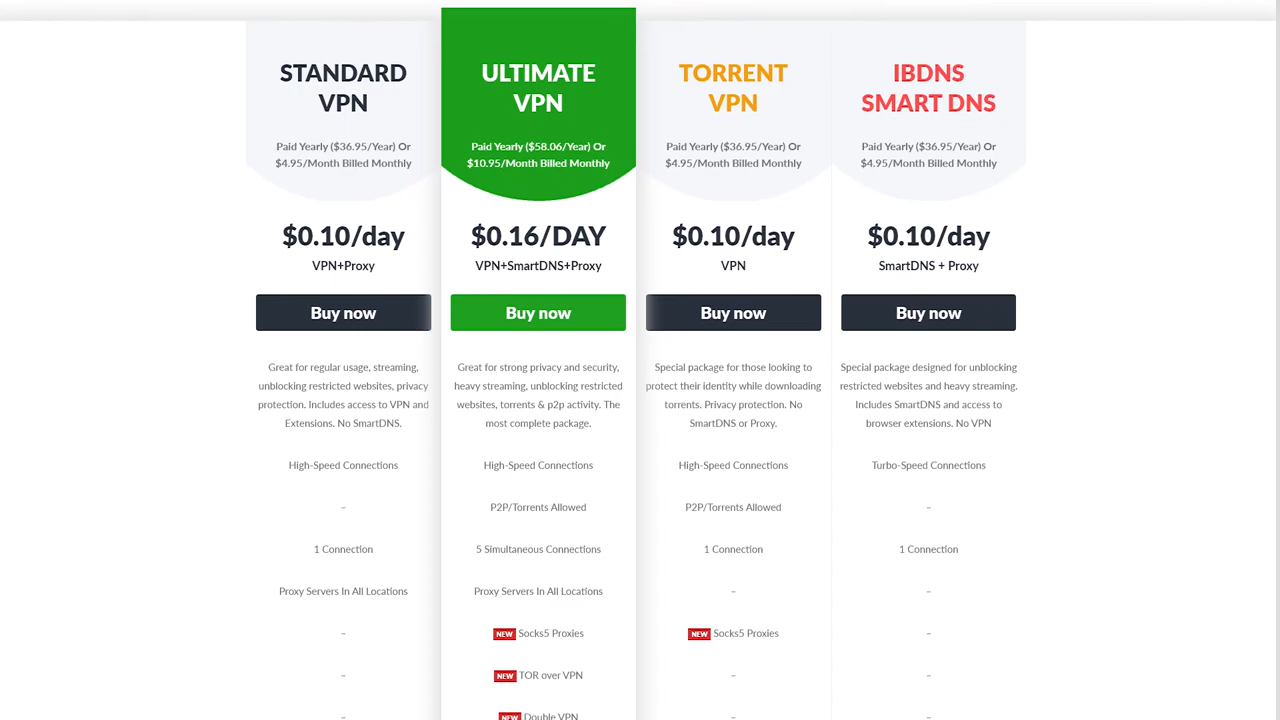 STANDARD
VPN
Paid Yearly ($36.95/Year) Or
$4.95/Month Billed Monthly
$0.10/day
VPN+Proxy
Buy now
Great for regular usage, streaming,
unblocking restricted websites, privacy
protection. Includes access to VPN and
Extensions. No SmartDNS.
High-Speed Connections
–
1 Connection
Proxy Servers In All Locations
–
–
–
ULTIMATE
VPN
Paid Yearly ($58.06/Year) Or
$10.95/Month Billed Monthly
$0.16/DAY
VPN+SmartDNS+Proxy
Buy now
Great for strong privacy and security,
heavy streaming, unblocking restricted
websites, torrents & p2p activity. The
most complete package.
High-Speed Connections
P2P/Torrents Allowed
5 Simultaneous Connections
Proxy Servers In All Locations
NEW Socks5 Proxies
NEW TOR over VPN
NEW Double VPN
TORRENT
VPN
Paid Yearly ($36.95/Year) Or
$4.95/Month Billed Monthly
$0.10/day
VPN
Buy now
Special package for those looking to
protect their identity while downloading
torrents. Privacy protection. No
SmartDNS or Proxy.
High-Speed Connections
P2P/Torrents Allowed
1 Connection
–
NEW Socks5 Proxies
–
–
IBDNS
SMART DNS
Paid Yearly ($36.95/Year) Or
$4.95/Month Billed Monthly
$0.10/day
SmartDNS + Proxy
Buy now
Special package designed for unblocking
restricted websites and heavy streaming.
Includes SmartDNS and access to
browser extensions. No VPN
Turbo-Speed Connections
–
1 Connection
–
–
–
–